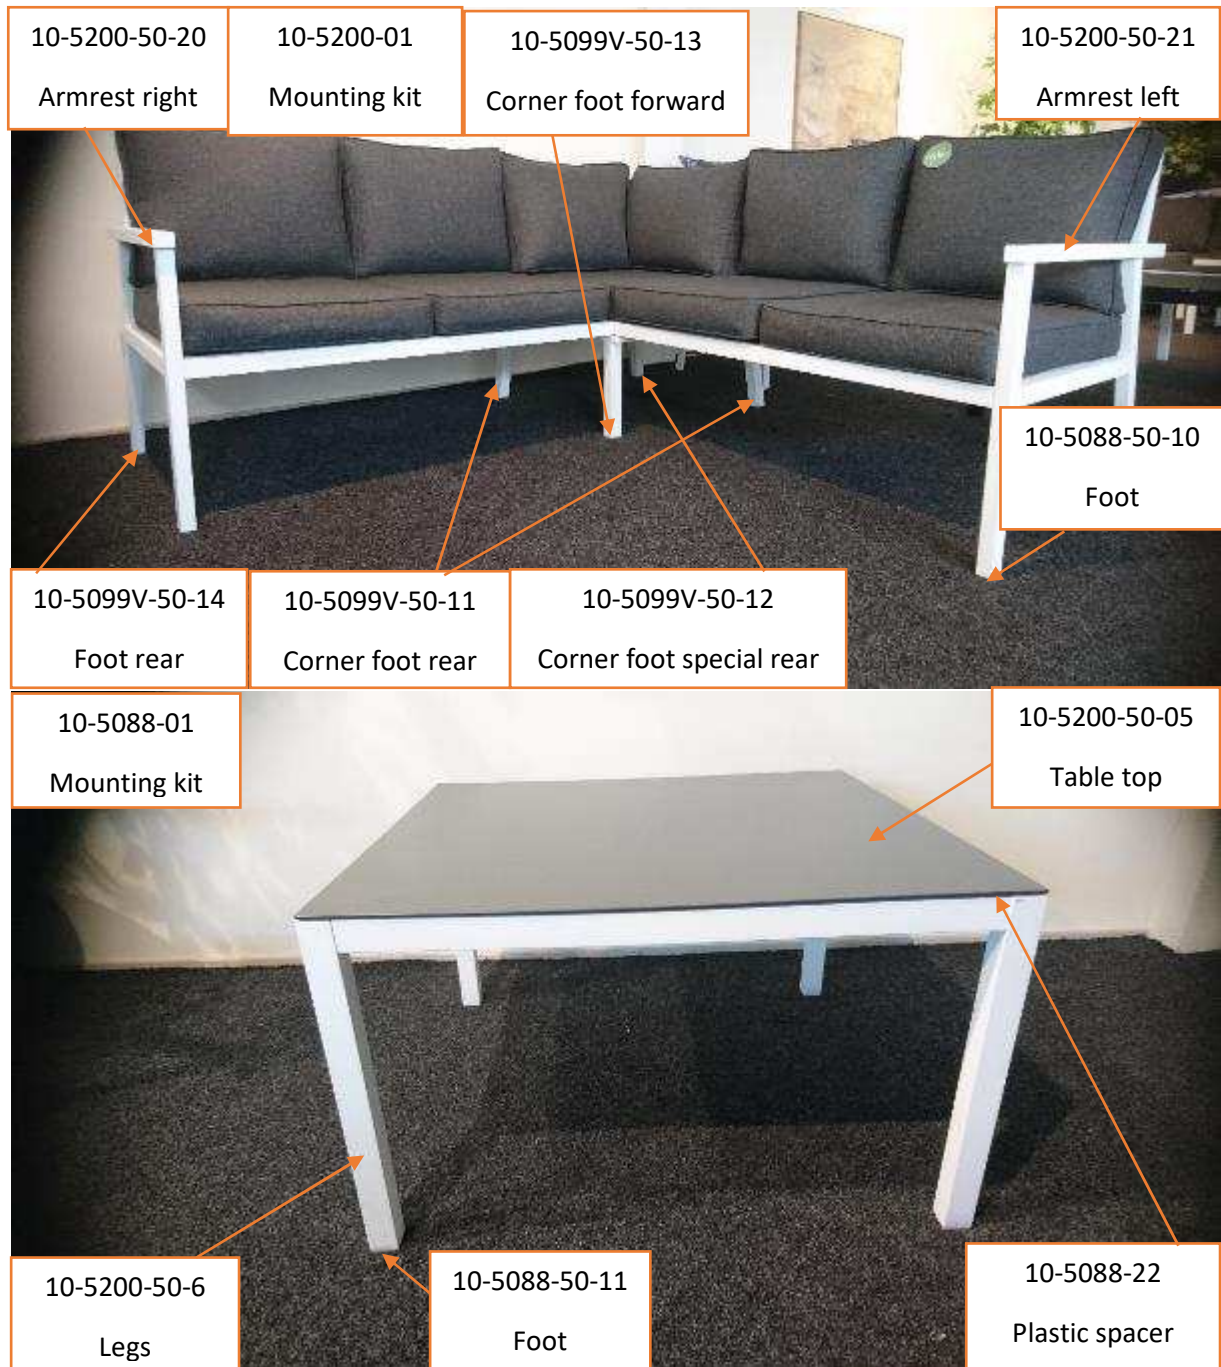 10-5200-50-20
Armrest right
10-5200-01
Mounting kit
10-5099V-50-13
Corner foot forward
10-5200-50-21
Armrest left
10-5088-50-10
Foot
10-5099V-50-14
Foot rear
10-5099V-50-11
Corner foot rear
10-5099V-50-12
Corner foot special rear
10-5088-01
Mounting kit
10-5200-50-05
Table top
10-5200-50-6
Legs
10-5088-50-11
Foot
10-5088-22
Plastic spacer